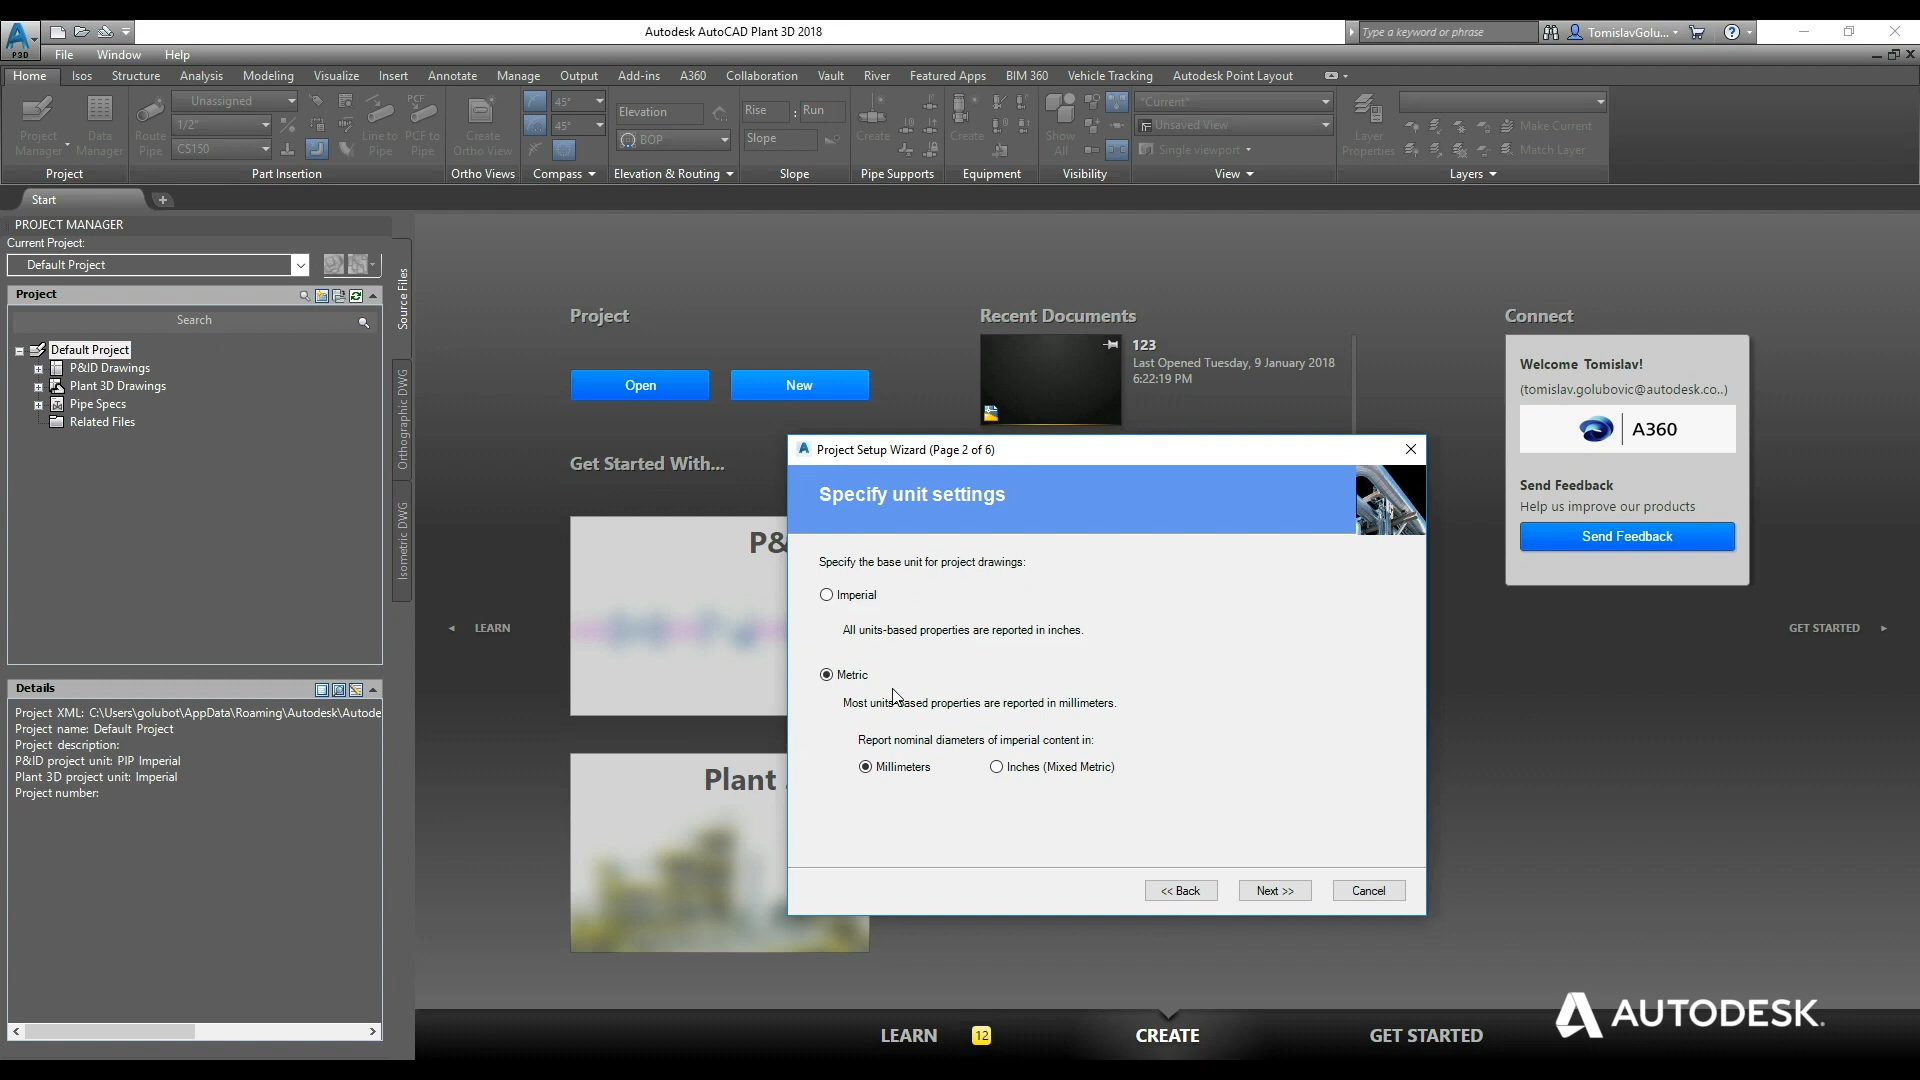 Autodesk AutoCAD Plant 3D 2018
Type a keyword or phrase
TomislavGolu...
P3D
File Window Help
Home Isos Structure Analysis Modeling Visualize Insert Annotate Manage Output Add-ins A360 Collaboration Vault River Featured Apps BIM 360 Vehicle Tracking Autodesk Point Layout
Project Manager
Data Manager
Route Pipe
Unassigned
1/2"
CS150
Line to Pipe
PCF
PCF to Pipe
Create Ortho View
45°
45°
Elevation
BOP
Rise : Run
Slope
Create
Create
Show All
"Current"
Unsaved View
Single viewport
Layer Properties
Make Current
Match Layer
Project Part Insertion Ortho Views Compass Elevation & Routing Slope Pipe Supports Equipment Visibility View Layers
Start
PROJECT MANAGER
Current Project:
Default Project
Project
Search
Default Project
P&ID Drawings
Plant 3D Drawings
Pipe Specs
Related Files
Source Files
Orthographic DWG
Isometric DWG
Details
Project XML: C:\Users\golubot\AppData\Roaming\Autodesk\Autode
Project name: Default Project
Project description:
P&ID project unit: PIP Imperial
Plant 3D project unit: Imperial
Project number:
Project
Open New
Get Started With...
P&
Plant
LEARN
Recent Documents
123
Last Opened Tuesday, 9 January 2018
6:22:19 PM
Connect
Welcome Tomislav!
(tomislav.golubovic@autodesk.co..)
A360
Send Feedback
Help us improve our products
Send Feedback
GET STARTED
Project Setup Wizard (Page 2 of 6)
Specify unit settings
Specify the base unit for project drawings:
Imperial
All units-based properties are reported in inches.
Metric
Most units-based properties are reported in millimeters.
Report nominal diameters of imperial content in:
Millimeters Inches (Mixed Metric)
<< Back Next >> Cancel
LEARN 12 CREATE GET STARTED
AUTODESK.